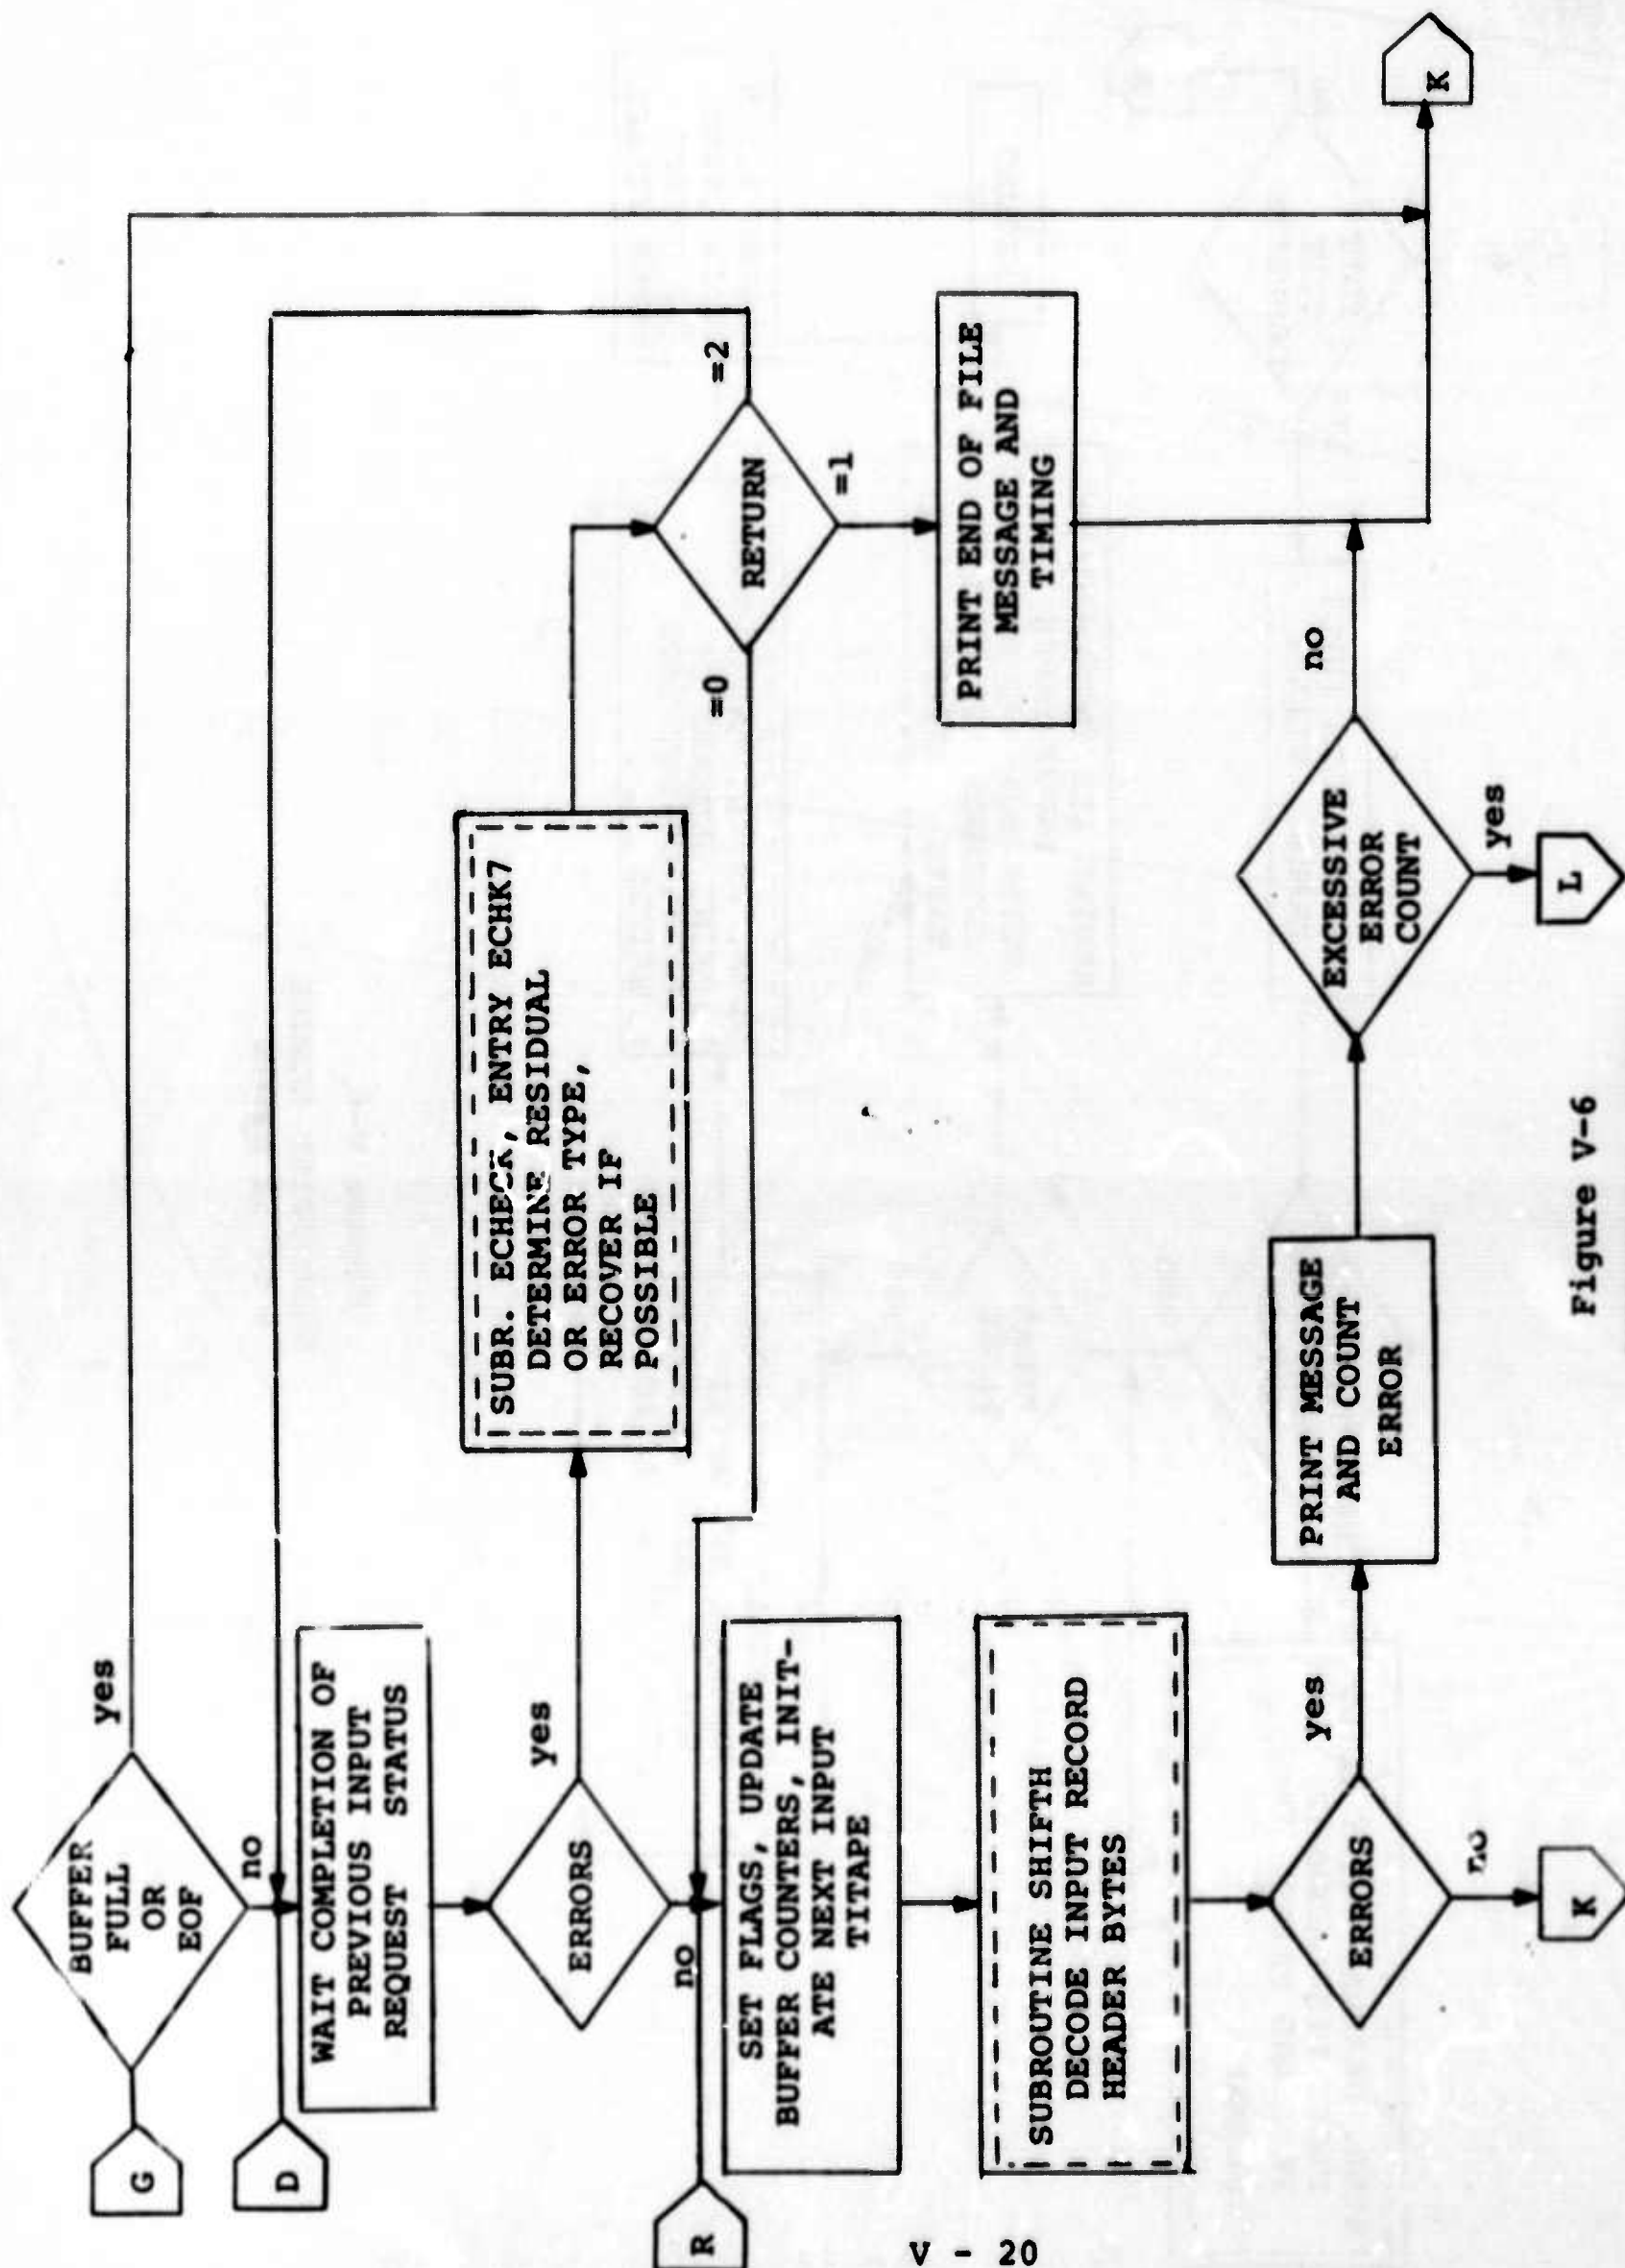 G
BUFFER
FULL
OR
EOF
yes
no
D
WAIT COMPLETION OF
PREVIOUS INPUT
REQUEST STATUS
ERRORS
yes
no
SUBR. ECHECK, ENTRY ECHK7
DETERMINE RESIDUAL
OR ERROR TYPE,
RECOVER IF
POSSIBLE
RETURN
=2
=0
=1
R
SET FLAGS, UPDATE
BUFFER COUNTERS, INIT-
ATE NEXT INPUT
TITAPE
PRINT END OF FILE
MESSAGE AND
TIMING
SUBROUTINE SHIFTH
DECODE INPUT RECORD
HEADER BYTES
ERRORS
yes
no
K
PRINT MESSAGE
AND COUNT
ERROR
EXCESSIVE
ERROR
COUNT
no
yes
L
K
Figure V-6
V - 20